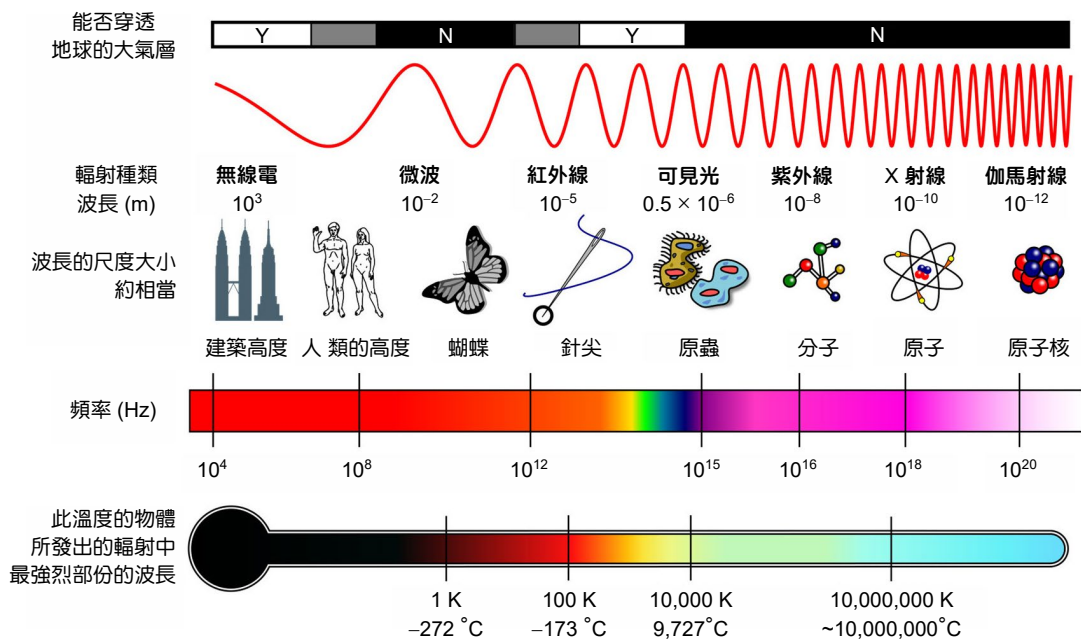 能否穿透
地球的大氣層
Y N Y N
輻射種類 無線電 微波 紅外線 可見光 紫外線 X 射線 伽馬射線
波長 (m) 10³ 10⁻² 10⁻⁵ 0.5 × 10⁻⁶ 10⁻⁸ 10⁻¹⁰ 10⁻¹²
波長的尺度大小
約相當
建築高度 人 類的高度 蝴蝶 針尖 原蟲 分子 原子 原子核
頻率 (Hz)
10⁴ 10⁸ 10¹² 10¹⁵ 10¹⁶ 10¹⁸ 10²⁰
此溫度的物體
所發出的輻射中
最強烈部份的波長
1 K 100 K 10,000 K 10,000,000 K
−272 °C −173 °C 9,727°C ~10,000,000°C